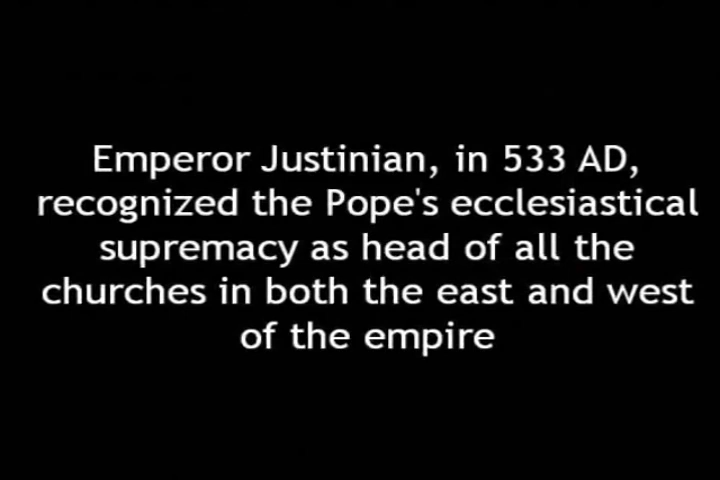 Emperor Justinian, in 533 AD,
recognized the Pope's ecclesiastical
supremacy as head of all the
churches in both the east and west
of the empire